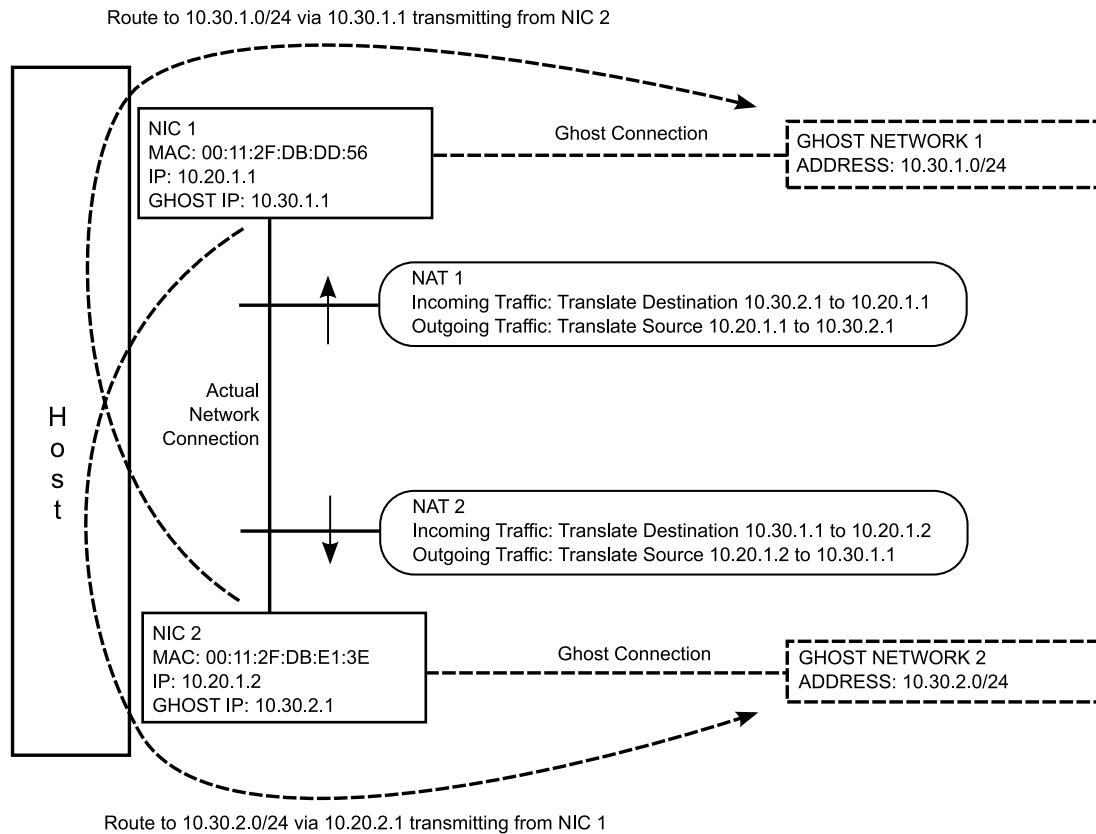 Route to 10.30.1.0/24 via 10.30.1.1 transmitting from NIC 2
NIC 1
MAC: 00:11:2F:DB:DD:56
IP: 10.20.1.1
GHOST IP: 10.30.1.1
Ghost Connection
GHOST NETWORK 1
ADDRESS: 10.30.1.0/24
NAT 1
Incoming Traffic: Translate Destination 10.30.2.1 to 10.20.1.1
Outgoing Traffic: Translate Source 10.20.1.1 to 10.30.2.1
Host
Actual
Network
Connection
NAT 2
Incoming Traffic: Translate Destination 10.30.1.1 to 10.20.1.2
Outgoing Traffic: Translate Source 10.20.1.2 to 10.30.1.1
NIC 2
MAC: 00:11:2F:DB:E1:3E
IP: 10.20.1.2
GHOST IP: 10.30.2.1
Ghost Connection
GHOST NETWORK 2
ADDRESS: 10.30.2.0/24
Route to 10.30.2.0/24 via 10.20.2.1 transmitting from NIC 1